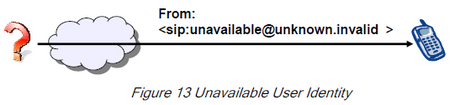 From:
<sip:unavailable@unknown.invalid >
?
Figure 13 Unavailable User Identity